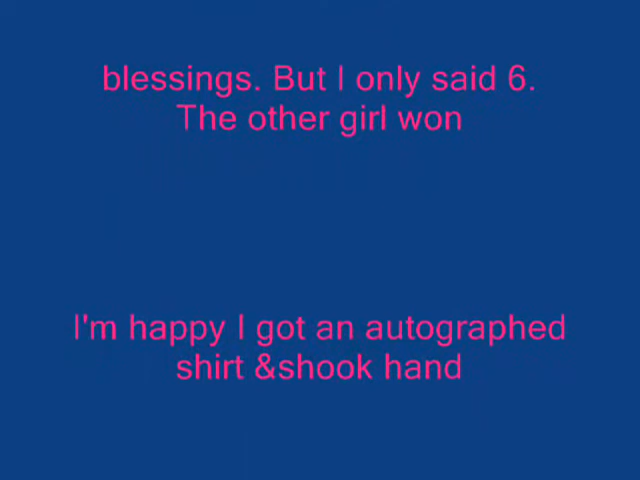 blessings. But I only said 6.
The other girl won
I'm happy I got an autographed
shirt &shook hand